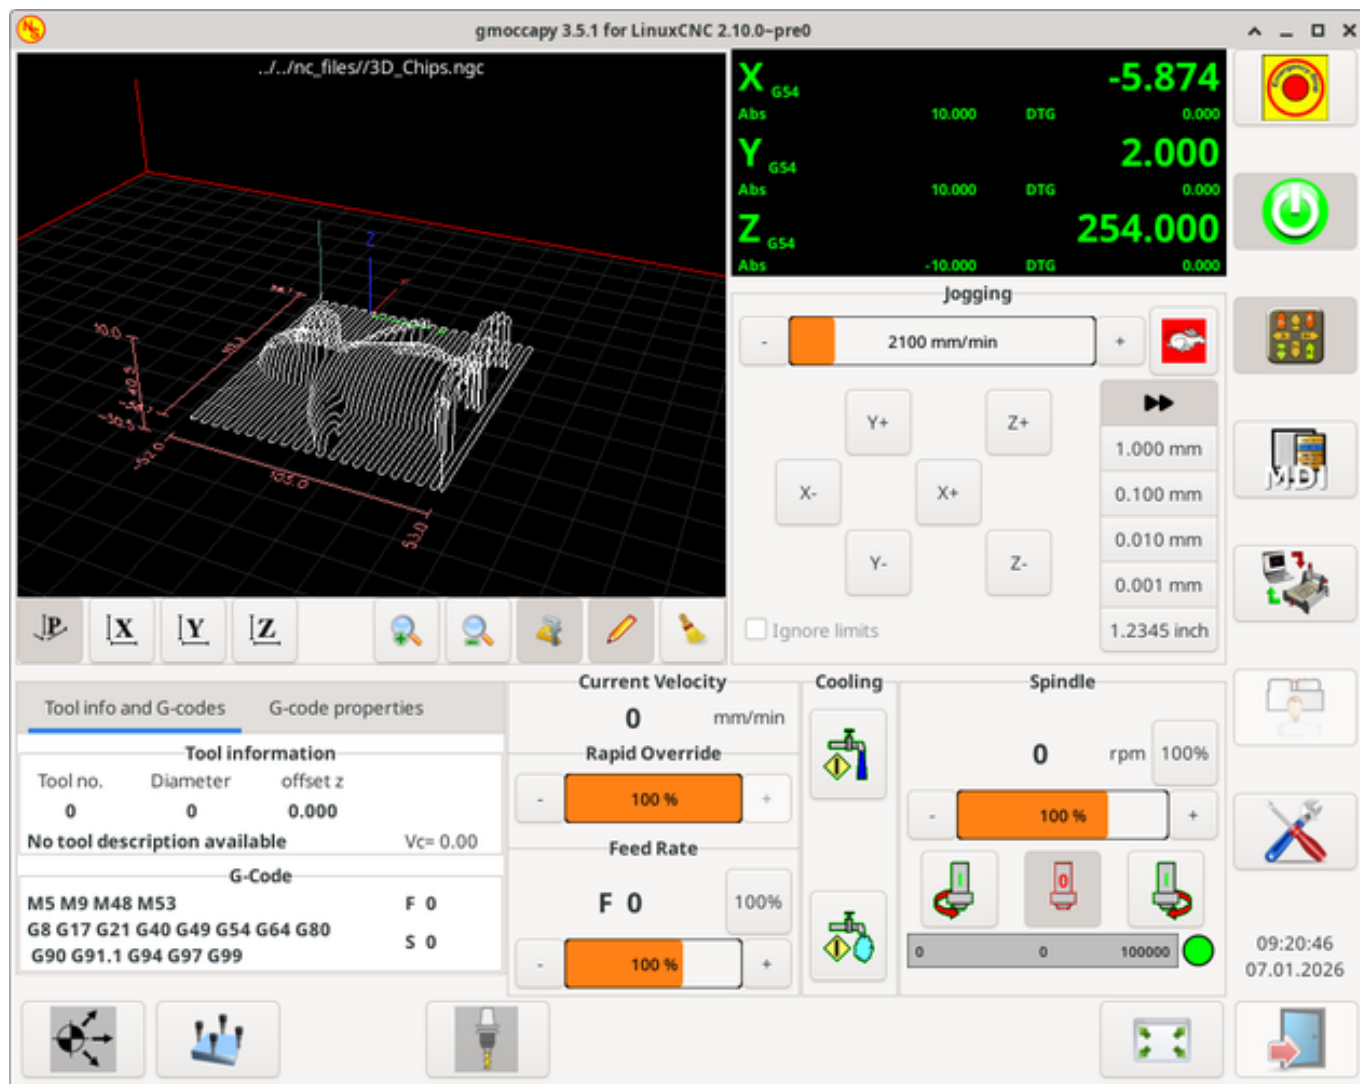 gmoccapy 3.5.1 for LinuxCNC 2.10.0~pre0
../../nc_files//3D_Chips.ngc
Z
10.0
40.5
-30.5
-52.0
105.0
53.0
X G54 -5.874
Abs 10.000 DTG 0.000
Y G54 2.000
Abs 10.000 DTG 0.000
Z G54 254.000
Abs -10.000 DTG 0.000
Jogging
- 2100 mm/min +
Y+ Z+
X- X+
Y- Z-
1.000 mm
0.100 mm
0.010 mm
0.001 mm
1.2345 inch
Ignore limits
P X Y Z
MDI
Tool info and G-codes G-code properties
Tool information
Tool no. Diameter offset z
0 0 0.000
No tool description available Vc= 0.00
G-Code
M5 M9 M48 M53 F 0
G8 G17 G21 G40 G49 G54 G64 G80
S 0
G90 G91.1 G94 G97 G99
Current Velocity
0 mm/min
Rapid Override
- 100 % +
Feed Rate
F 0 100%
- 100 % +
Cooling
Spindle
0 rpm 100%
- 100 % +
I 0 I
0 0 100000
09:20:46
07.01.2026